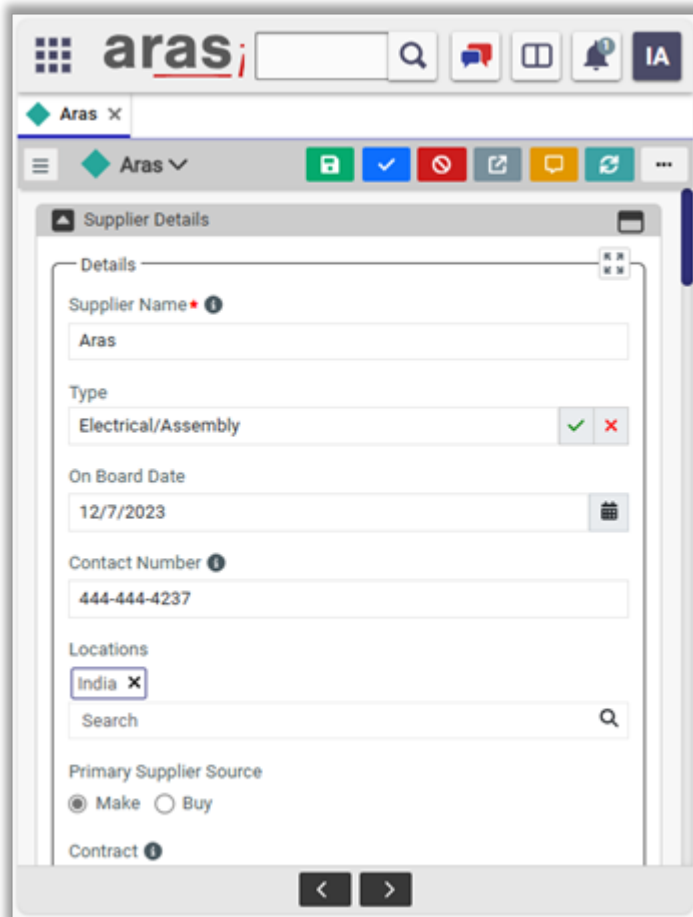 aras
1
IA
Aras
Aras
Supplier Details
Details
Supplier Name*
Aras
Type
Electrical/Assembly
On Board Date
12/7/2023
Contact Number
444-444-4237
Locations
India
Search
Primary Supplier Source
Make Buy
Contract